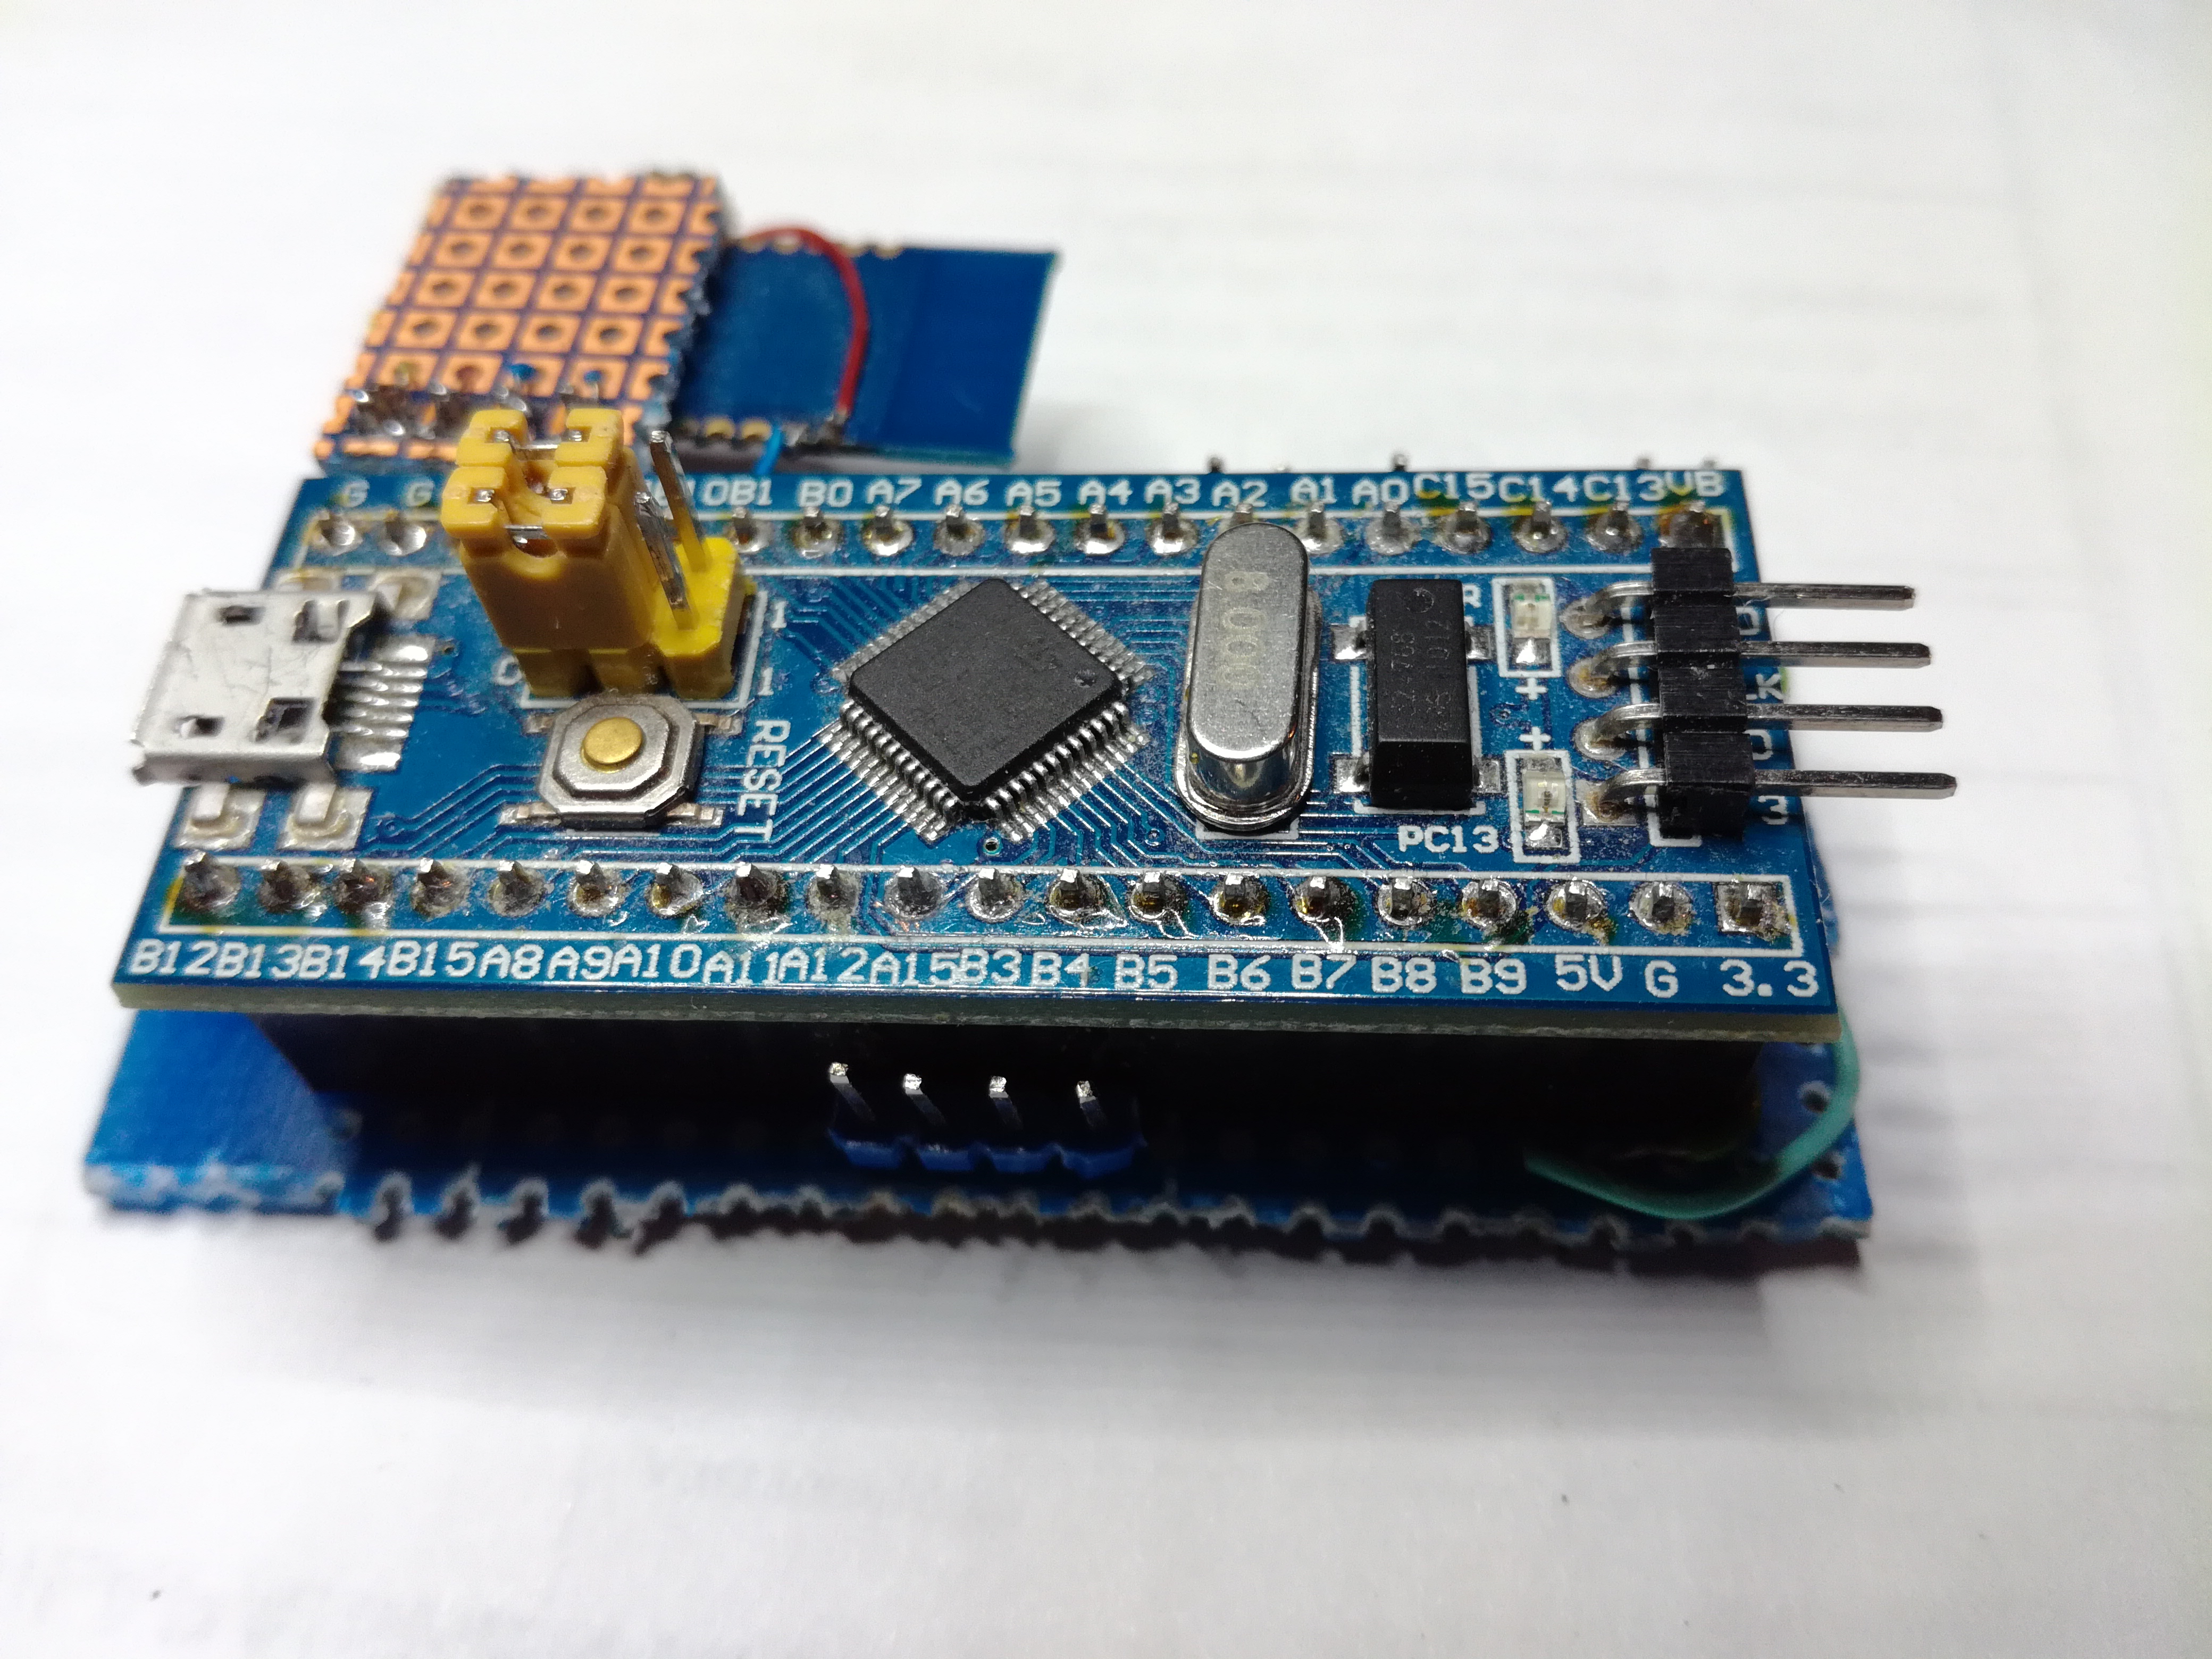 G G 10 B1 B0 A7 A6 A5 A4 A3 A2 A1 A0 C15 C14 C13 VB
1
1
RESET
8.000
R
+
+
PC13
3
B12 B13 B14 B15 A8 A9 A10 A11 A12 A15 B3 B4 B5 B6 B7 B8 B9 5V G 3.3